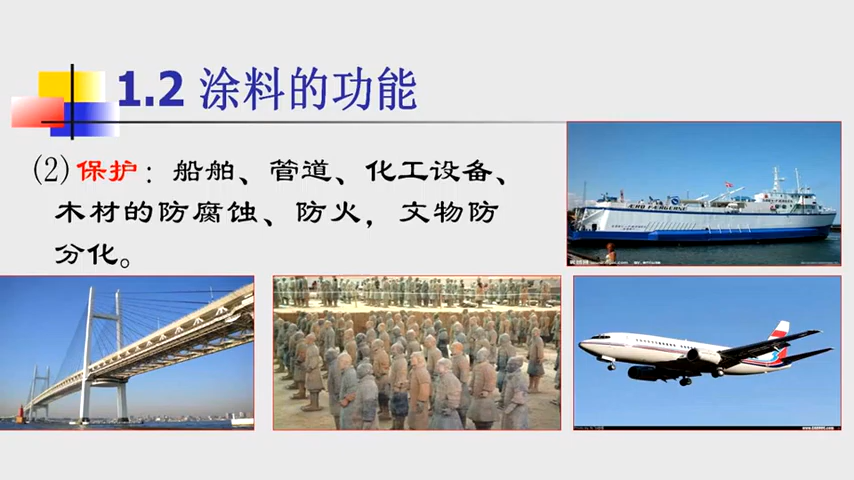 1.2 涂料的功能
(2)保护：船舶、管道、化工设备、
木材的防腐蚀、防火，文物防
分化。